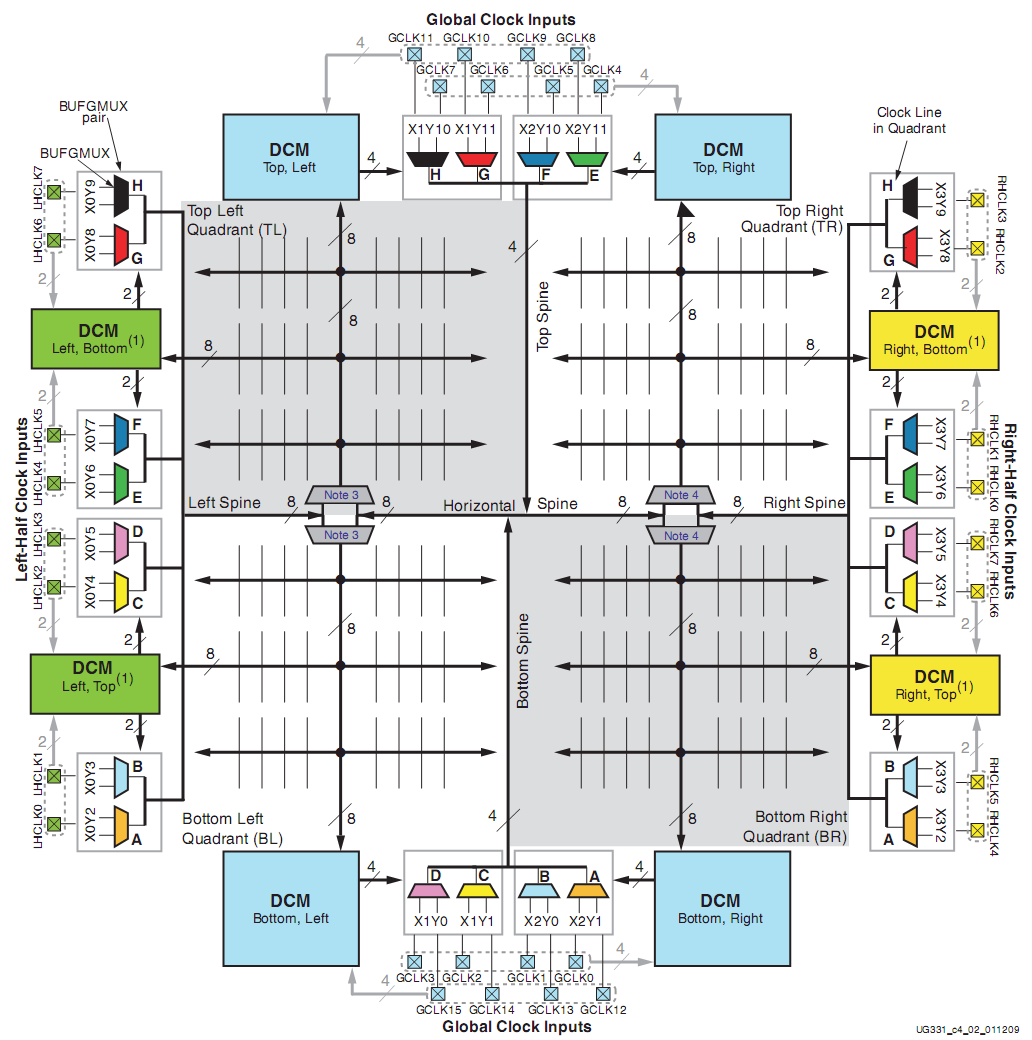 Global Clock Inputs
GCLK11 GCLK10 GCLK9 GCLK8
GCLK7 GCLK6 GCLK5 GCLK4
4
4
BUFGMUX
pair
BUFGMUX
Clock Line
in Quadrant
DCM
Top, Left
4
X1Y10 X1Y11 X2Y10 X2Y11
H G F E
4
DCM
Top, Right
LHCLK7
LHCLK6
X0Y9
X0Y8
H
G
Top Left
Quadrant (TL)
8
4
8
Top Right
Quadrant (TR)
H
G
X3Y9
X3Y8
RHCLK3
RHCLK2
2
2
2
2
DCM
Left, Bottom(1)
8
8
Top Spine
8
8
DCM
Right, Bottom(1)
2
2
2
2
LHCLK5
LHCLK4
X0Y7
X0Y6
F
E
F
E
X3Y7
X3Y6
RHCLK1
RHCLK0
Left-Half Clock Inputs
Right-Half Clock Inputs
Left Spine
8
Note 3
8
Horizontal Spine
8
Note 4
8
Right Spine
Note 3
Note 4
LHCLK3
LHCLK2
X0Y5
X0Y4
D
C
D
C
X3Y5
X3Y4
RHCLK7
RHCLK6
2
2
2
2
DCM
Left, Top(1)
8
8
Bottom Spine
8
8
DCM
Right, Top(1)
2
2
2
2
LHCLK1
LHCLK0
X0Y3
X0Y2
B
A
B
A
X3Y3
X3Y2
RHCLK5
RHCLK4
Bottom Left
Quadrant (BL)
8
4
8
Bottom Right
Quadrant (BR)
DCM
Bottom, Left
4
D C B A
X1Y0 X1Y1 X2Y0 X2Y1
4
DCM
Bottom, Right
4
4
GCLK3 GCLK2 GCLK1 GCLK0
GCLK15 GCLK14 GCLK13 GCLK12
Global Clock Inputs
UG331_c4_02_011209